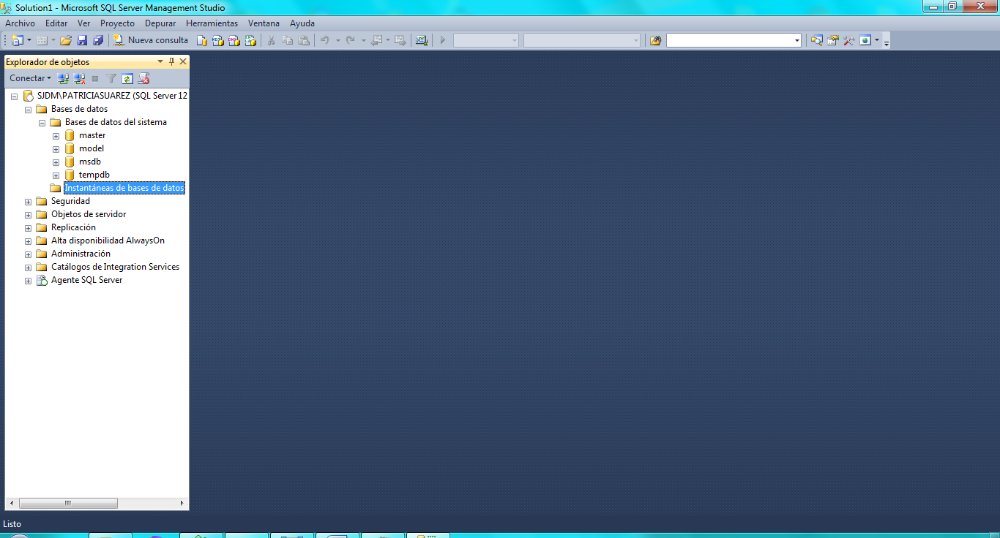 Solution1 - Microsoft SQL Server Management Studio
Archivo Editar Ver Proyecto Depurar Herramientas Ventana Ayuda
Nueva consulta
Explorador de objetos
Conectar
SJDM\PATRICIASUAREZ (SQL Server 12
Bases de datos
Bases de datos del sistema
master
model
msdb
tempdb
Instantáneas de bases de datos
Seguridad
Objetos de servidor
Replicación
Alta disponibilidad AlwaysOn
Administración
Catálogos de Integration Services
Agente SQL Server
Listo